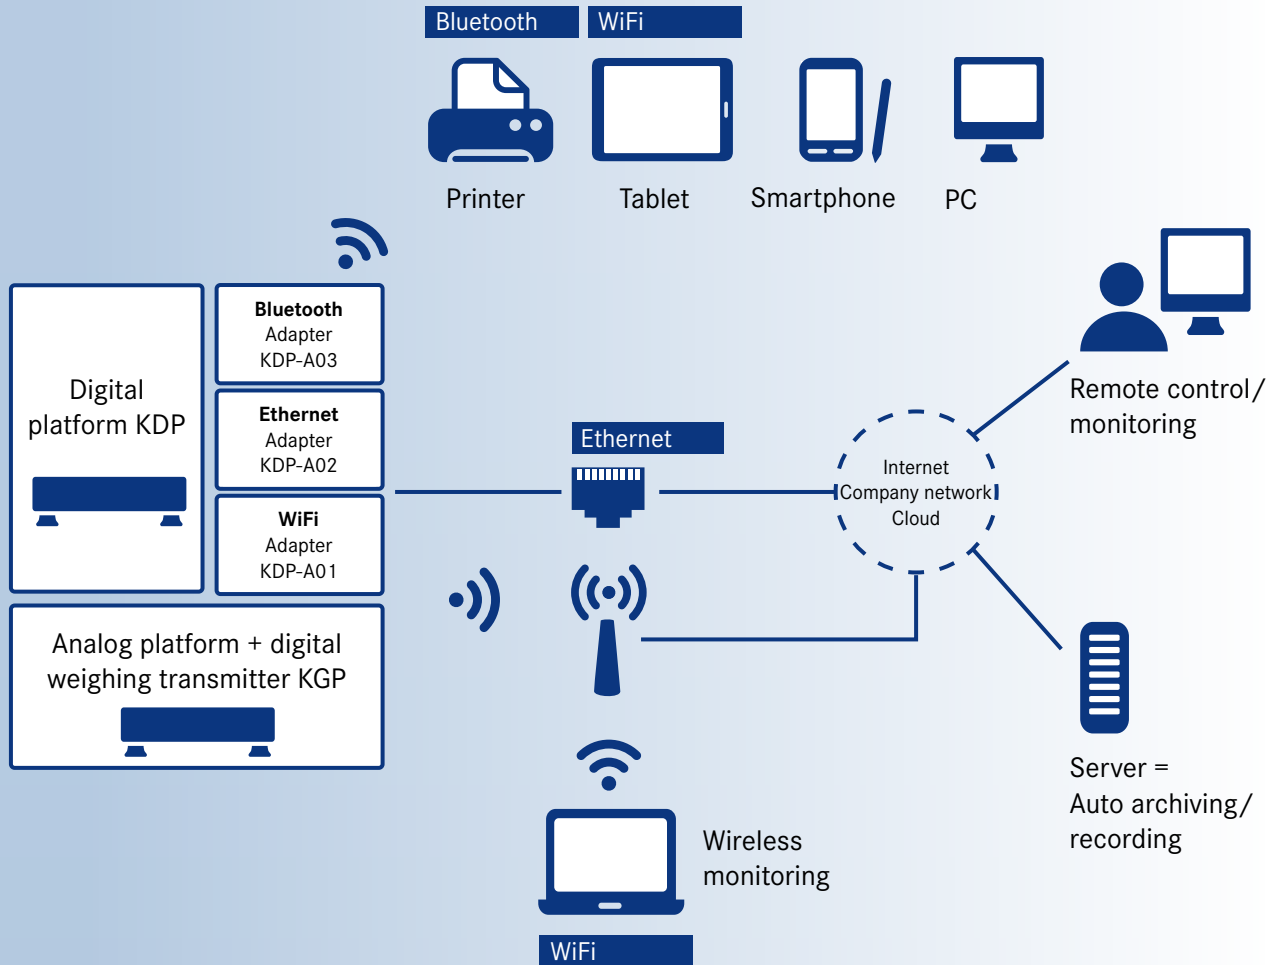 Bluetooth
WiFi
Printer
Tablet
Smartphone
PC
Digital
platform KDP
Bluetooth
Adapter
KDP-A03
Ethernet
Adapter
KDP-A02
WiFi
Adapter
KDP-A01
Analog platform + digital
weighing transmitter KGP
Ethernet
Internet
Company network
Cloud
Remote control/
monitoring
Server =
Auto archiving/
recording
Wireless
monitoring
WiFi